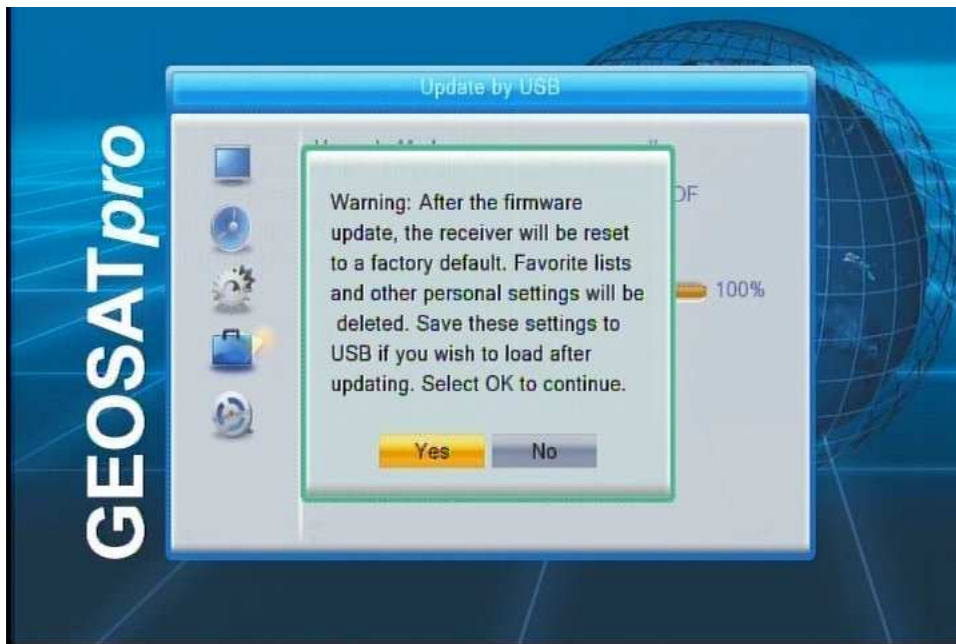 GEOSATpro
Update by USB
DF
100%
Warning: After the firmware
update, the receiver will be reset
to a factory default. Favorite lists
and other personal settings will be
deleted. Save these settings to
USB if you wish to load after
updating. Select OK to continue.
Yes No